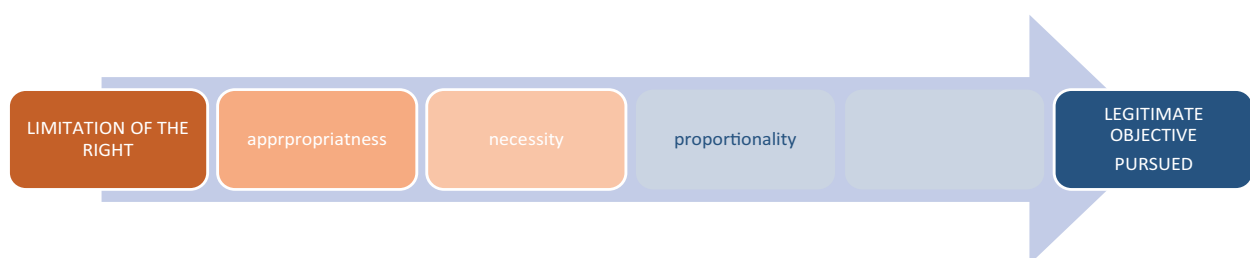 LIMITATION OF THE
RIGHT
apprpropriatness
necessity
proportionality
LEGITIMATE
OBJECTIVE
PURSUED